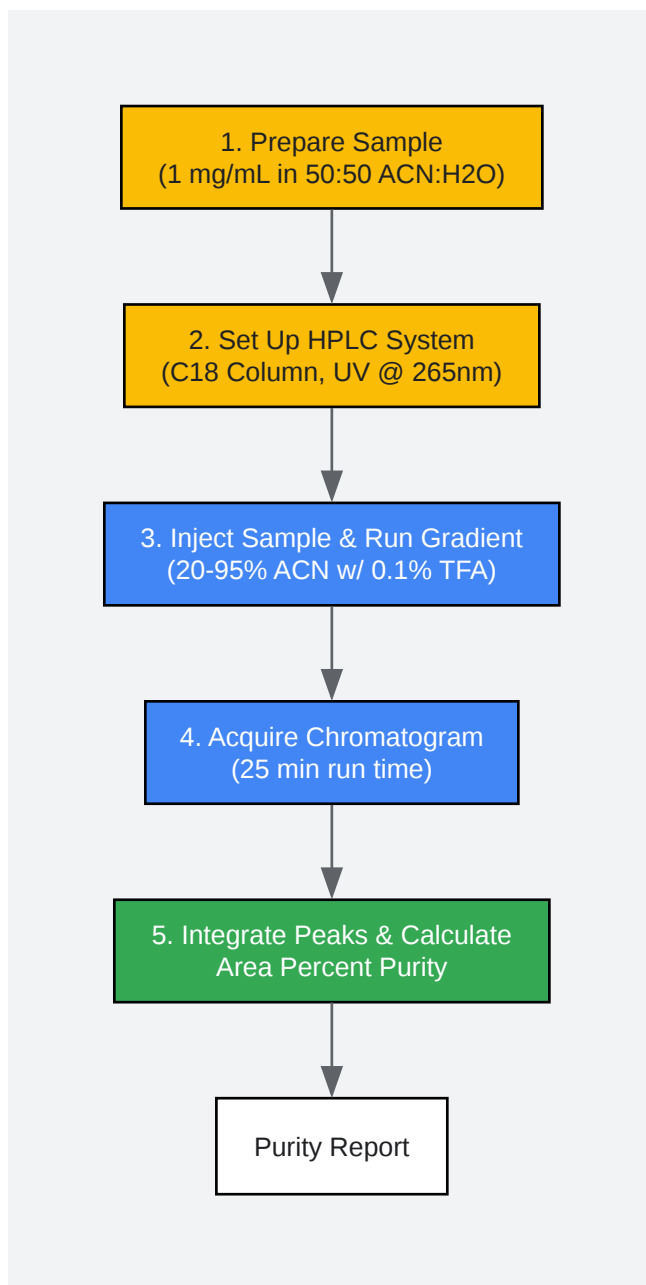 1. Prepare Sample
(1 mg/mL in 50:50 ACN:H2O)
2. Set Up HPLC System
(C18 Column, UV @ 265nm)
3. Inject Sample & Run Gradient
(20-95% ACN w/ 0.1% TFA)
4. Acquire Chromatogram
(25 min run time)
5. Integrate Peaks & Calculate
Area Percent Purity
Purity Report